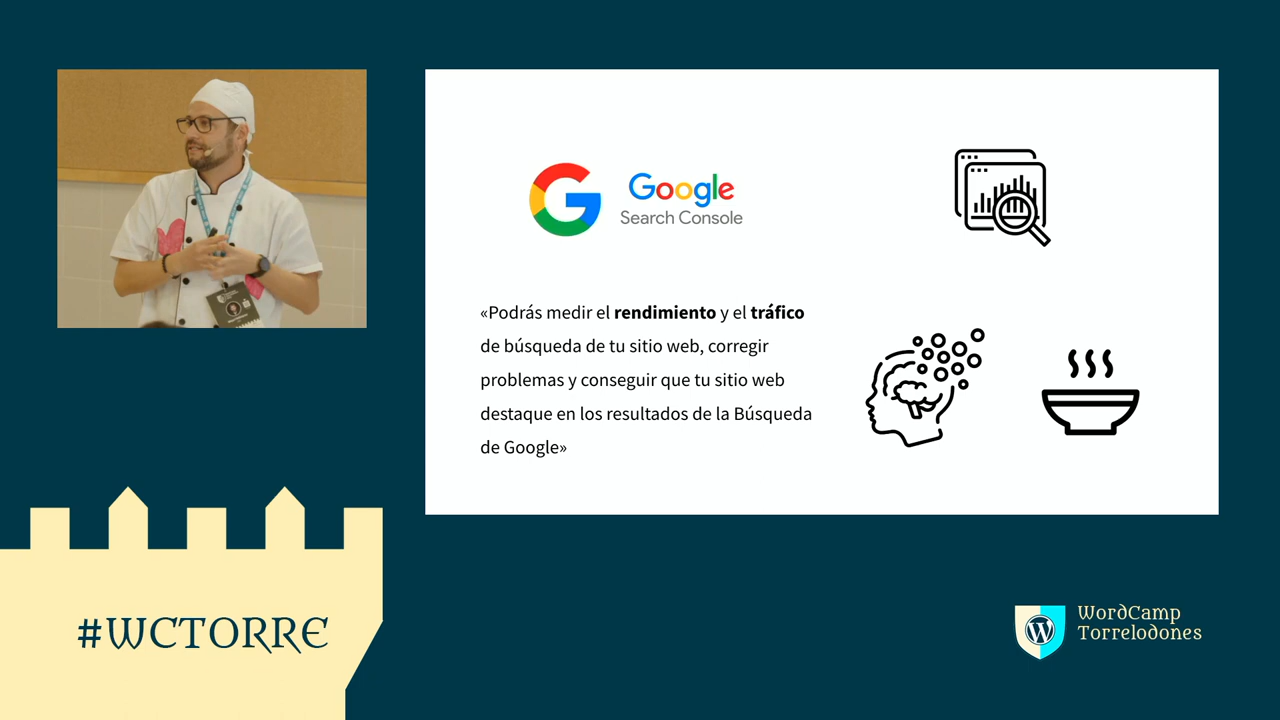 Google
Search Console
«Podrás medir el rendimiento y el tráfico
de búsqueda de tu sitio web, corregir
problemas y conseguir que tu sitio web
destaque en los resultados de la Búsqueda
de Google»
#WCTORRE
WordCamp
Torrelodones